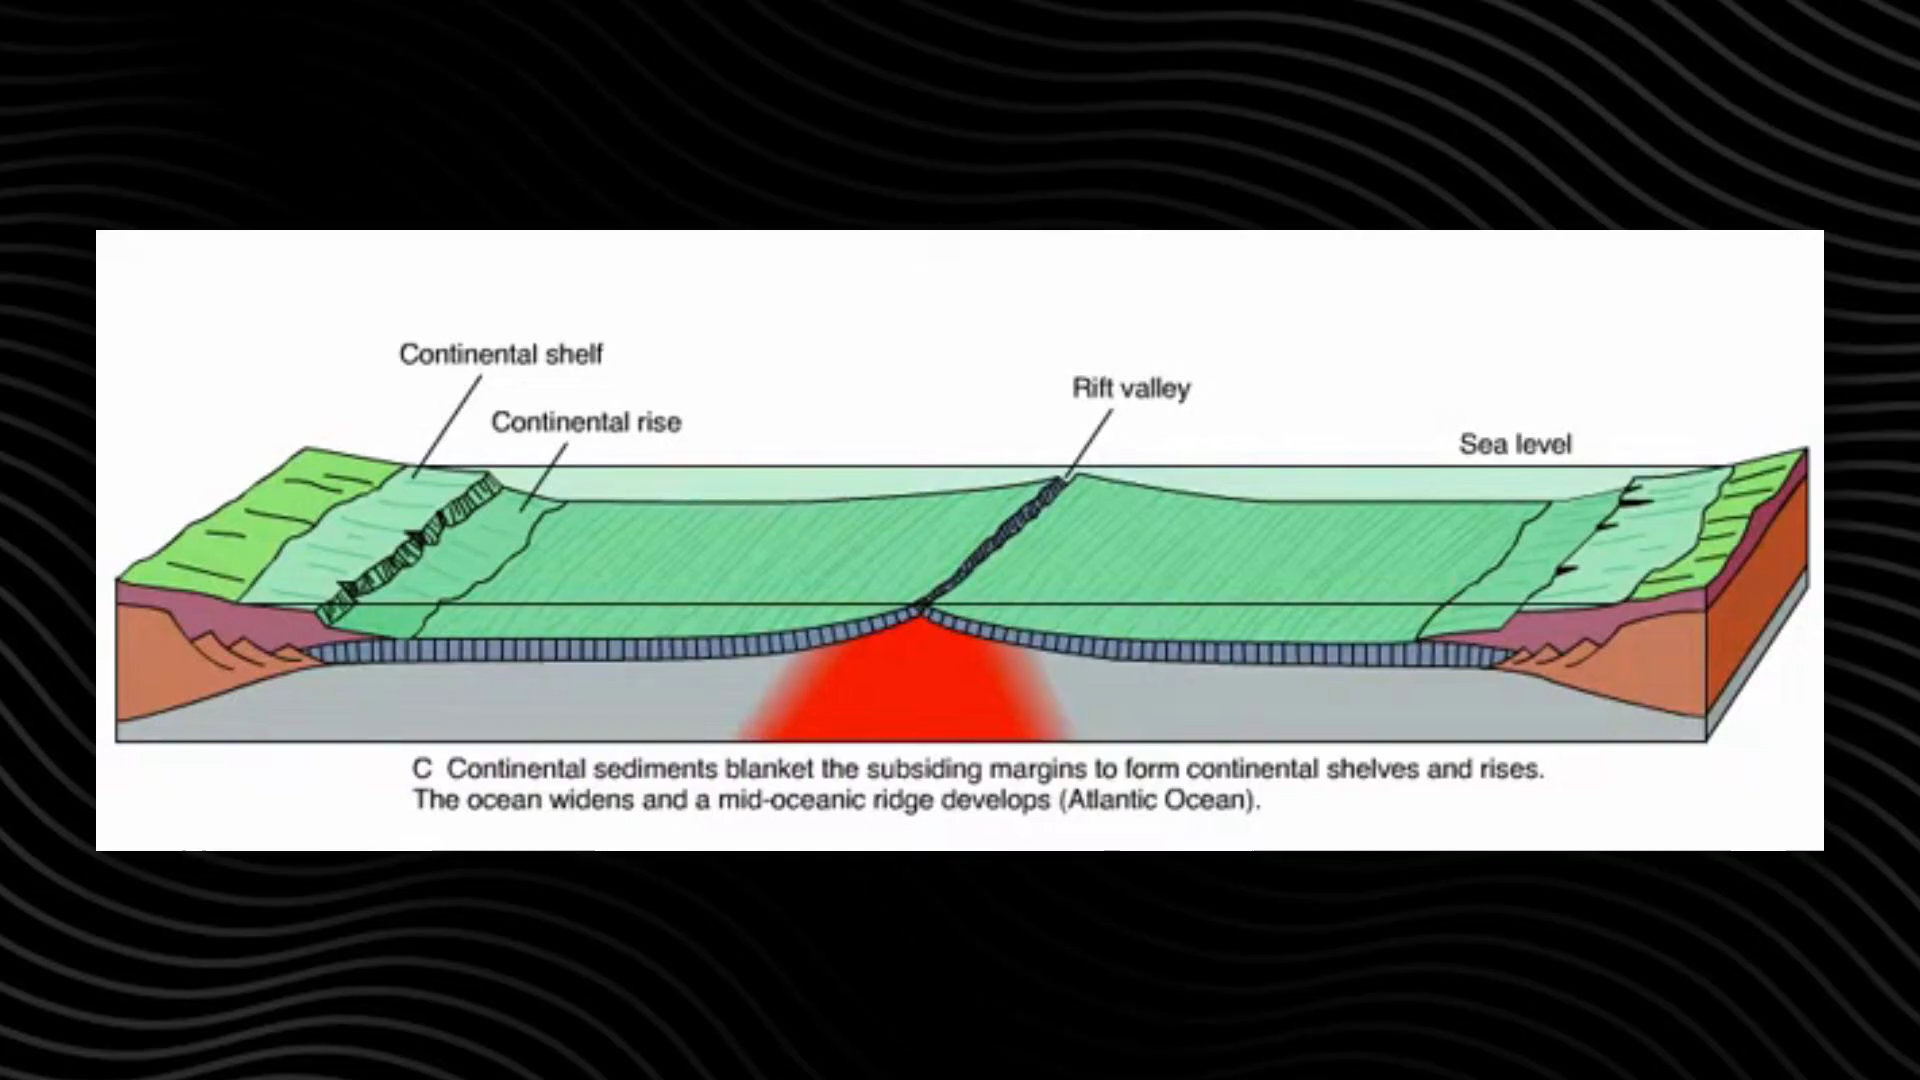 Continental shelf
Rift valley
Continental rise
Sea level
C Continental sediments blanket the subsiding margins to form continental shelves and rises.
The ocean widens and a mid-oceanic ridge develops (Atlantic Ocean).